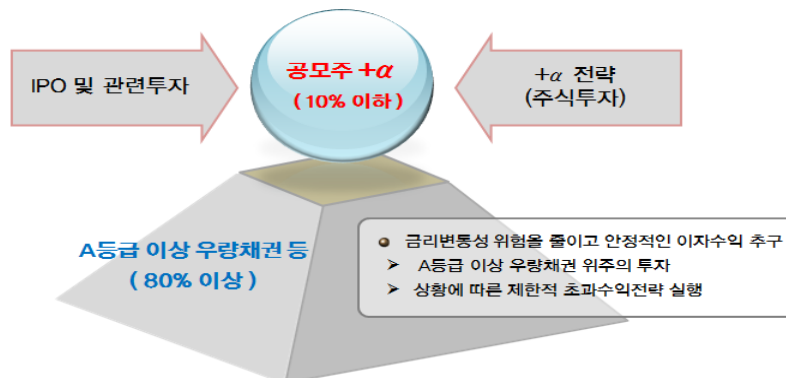 공모주 +α
( 10% 이하 )
IPO 및 관련투자
+α 전략
(주식투자)
A등급 이상 우량채권 등
( 80% 이상 )
금리변동성 위험을 줄이고 안정적인 이자수익 추구
A등급 이상 우량채권 위주의 투자
상황에 따른 제한적 초과수익전략 실행